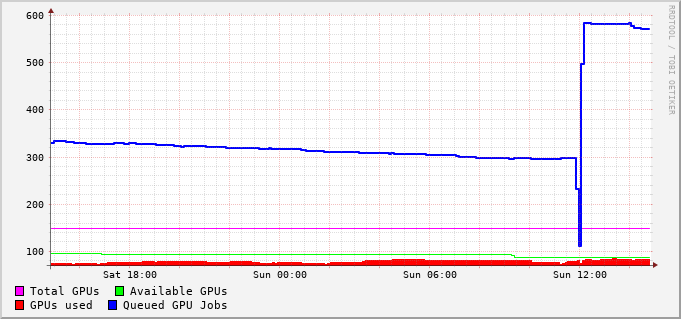 600
500
400
300
200
100
Sat 18:00 Sun 00:00 Sun 06:00 Sun 12:00
Total GPUs Available GPUs
GPUs used Queued GPU Jobs
RRDTOOL / TOBI OETIKER